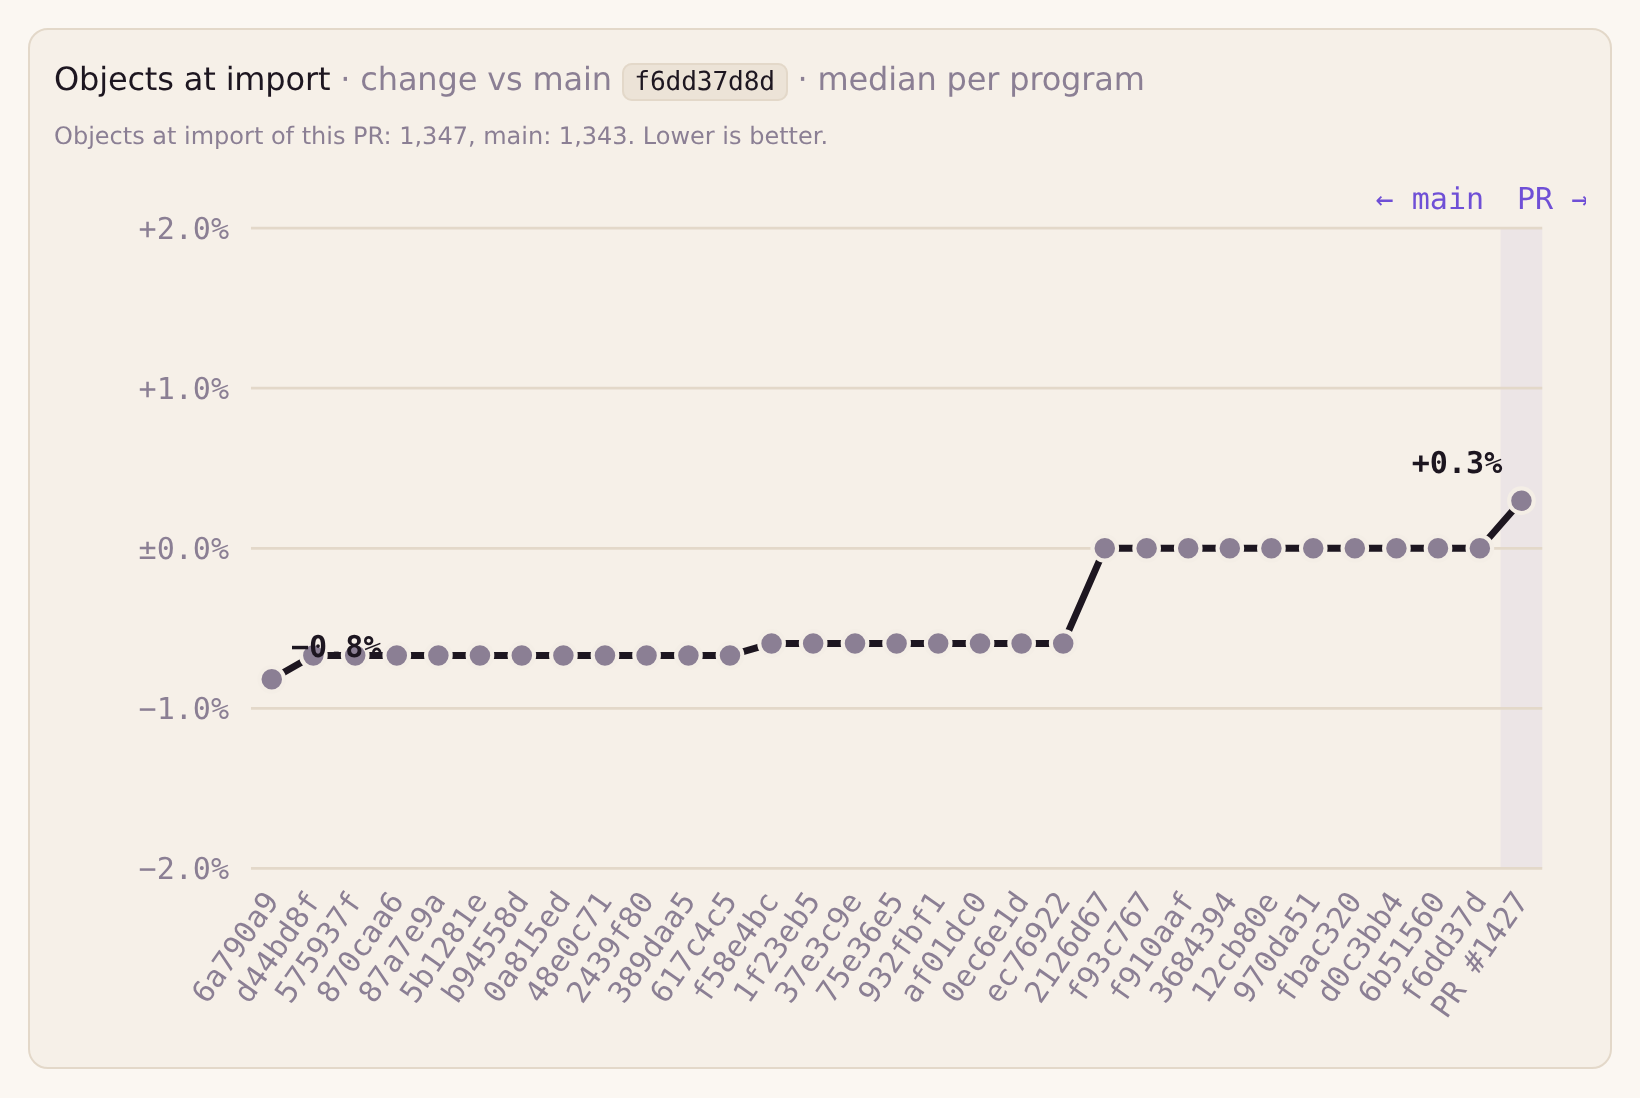 Objects at import · change vs main f6dd37d8d · median per program
Objects at import of this PR: 1,347, main: 1,343. Lower is better.
← main PR →
+2.0%
+1.0%
±0.0%
−1.0%
−2.0%
+0.3%
−0.8%
6a790a9
d44bd8f
575937f
870caa6
87a7e9a
5b1281e
b94558d
0a815ed
48e0c71
2439f80
389daa5
617c4c5
f58e4bc
1f23eb5
37e3c9e
75e36e5
932fbf1
af01dc0
0ec6e1d
ec76922
2126d67
f93c767
f910aaf
3684394
12cb80e
970da51
fbac320
d0c3bb4
6b51560
f6dd37d
PR #1427